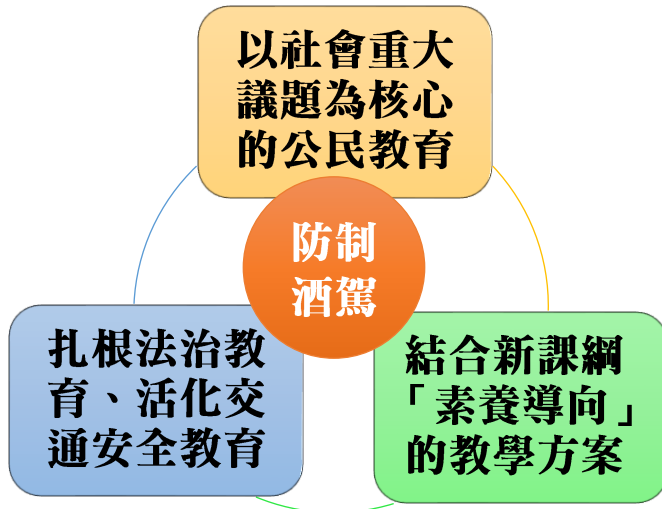 以社會重大
議題為核心
的公民教育
防制
酒駕
扎根法治教
育、活化交
通安全教育
結合新課綱
「素養導向」
的教學方案